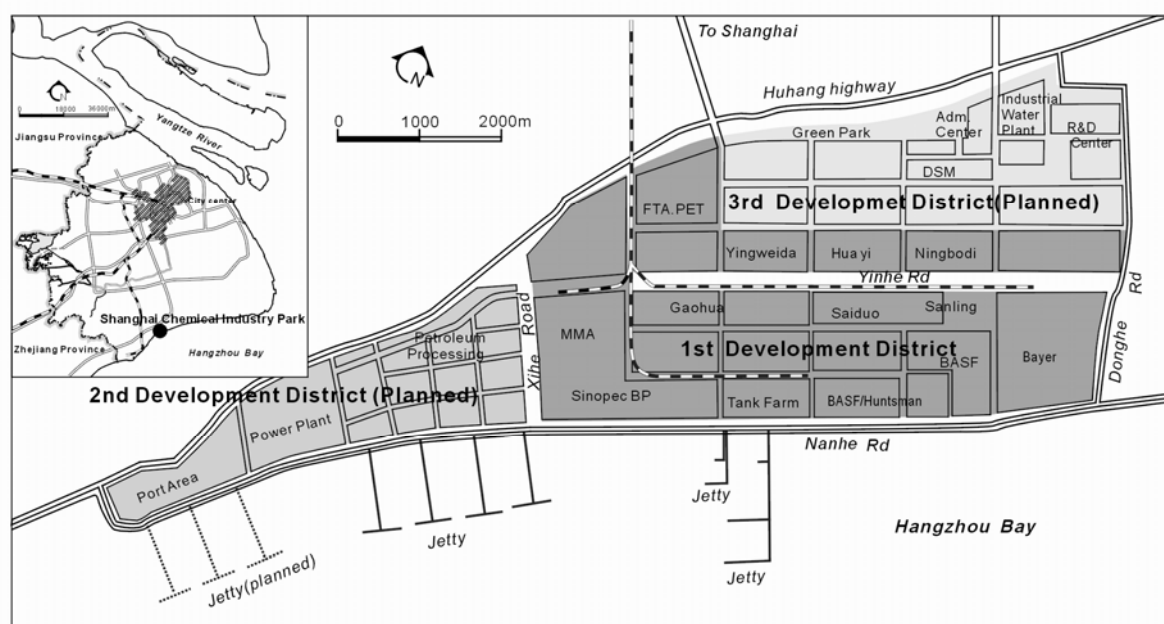 N
0 18000 36000m
Jiangsu Province
Yangtze River
City center
Shanghai Chemical Industry Park
Zhejiang Province
Hangzhou Bay
N
0 1000 2000m
To Shanghai
Huhang highway
Green Park
Adm. Center
Industrial Water Plant
R&D Center
DSM
FTA.PET
3rd Developmet District(Planned)
Yingweida
Hua yi
Ningbodi
Yinhe Rd
Donghe Rd
Gaohua
Saiduo
Sanling
Xihe Road
MMA
1st Development District
BASF
Bayer
Petroleum Processing
2nd Development District (Planned)
Sinopec BP
Tank Farm
BASF/Huntsman
Power Plant
Nanhe Rd
Port Area
Jetty
Jetty
Jetty
Jetty(planned)
Hangzhou Bay